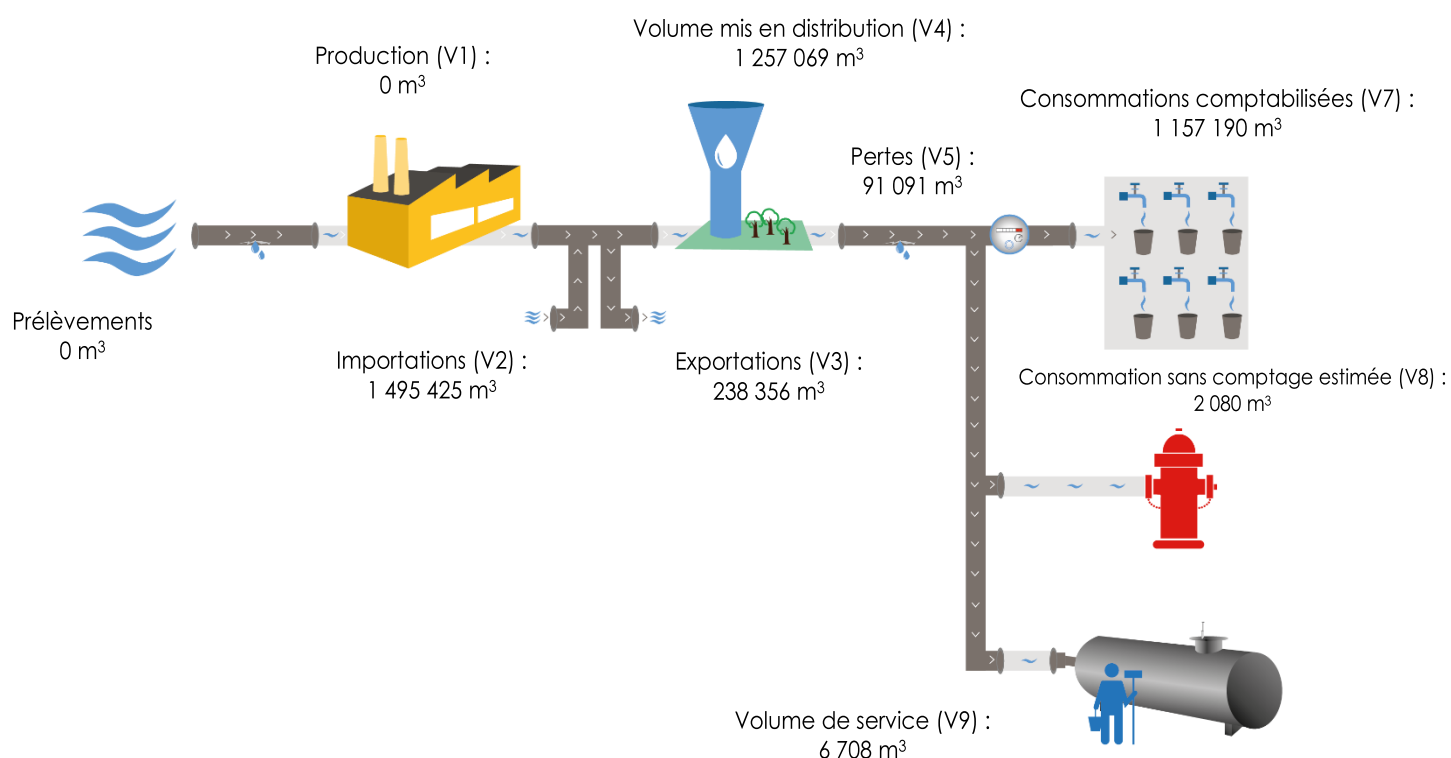 Volume mis en distribution (V4) :
1 257 069 m³
Production (V1) :
0 m³
Consommations comptabilisées (V7) :
1 157 190 m³
Pertes (V5) :
91 091 m³
Prélèvements
0 m³
Importations (V2) :
1 495 425 m³
Exportations (V3) :
238 356 m³
Consommation sans comptage estimée (V8) :
2 080 m³
Volume de service (V9) :
6 708 m³